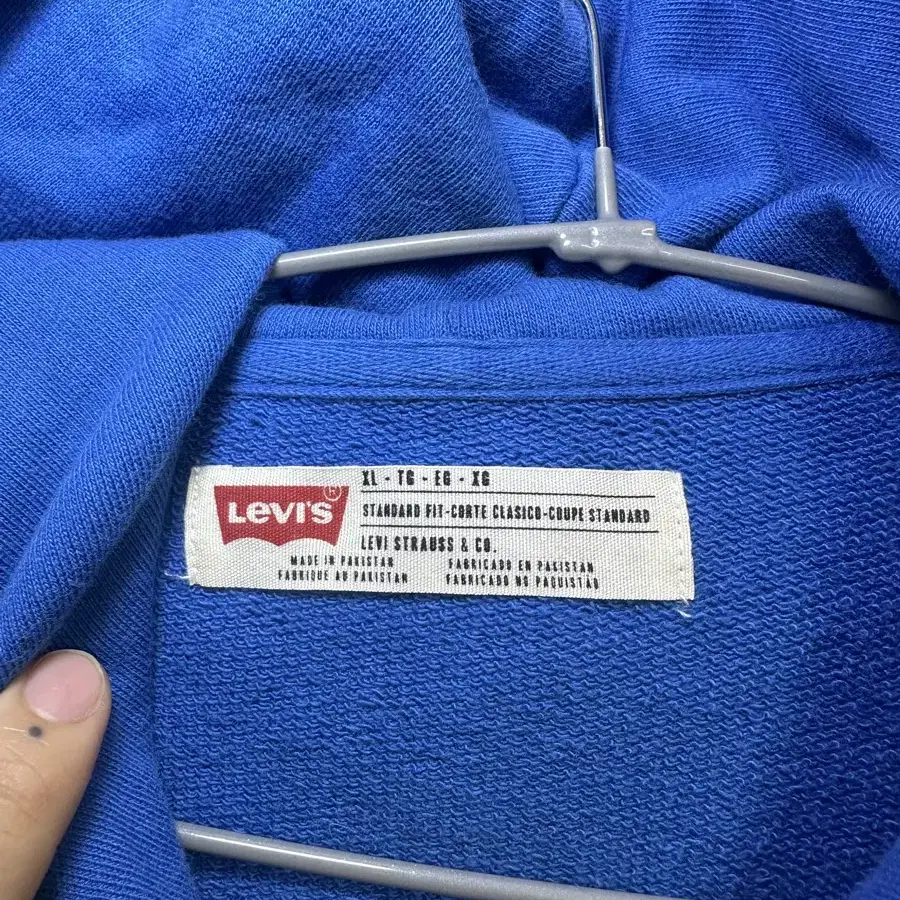 XL - TG - EG - XG
LEVI'S®
STANDARD FIT-CORTE CLASICO-COUPE STANDARD
LEVI STRAUSS & CO.
MADE IN PAKISTAN FABRICADO EN PAKISTAN
FABRIQUE AU PAKISTAN FABRICADO NO PAQUISTAO